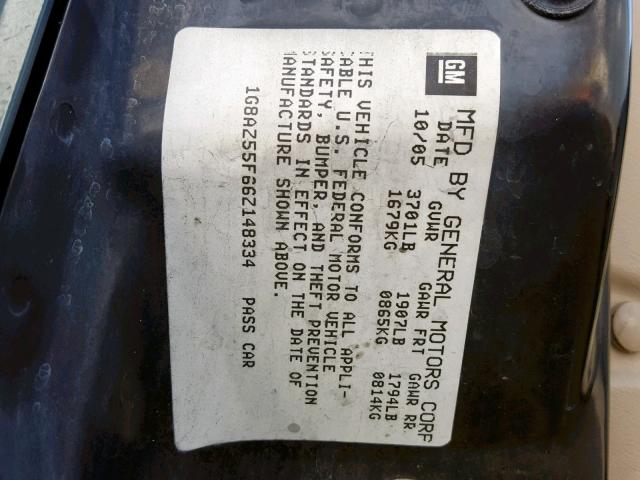 GM
MFD BY GENERAL MOTORS CORP
DATE GVWR GAWR FRT GAWR RR
10/05 3701LB 1907LB 1794LB
1679KG 0865KG 0814KG
THIS VEHICLE CONFORMS TO ALL APPLI-
CABLE U.S. FEDERAL MOTOR VEHICLE
SAFETY, BUMPER, AND THEFT PREVENTION
STANDARDS IN EFFECT ON THE DATE OF
MANUFACTURE SHOWN ABOVE.
1G8AZ55F66Z148334 PASS CAR